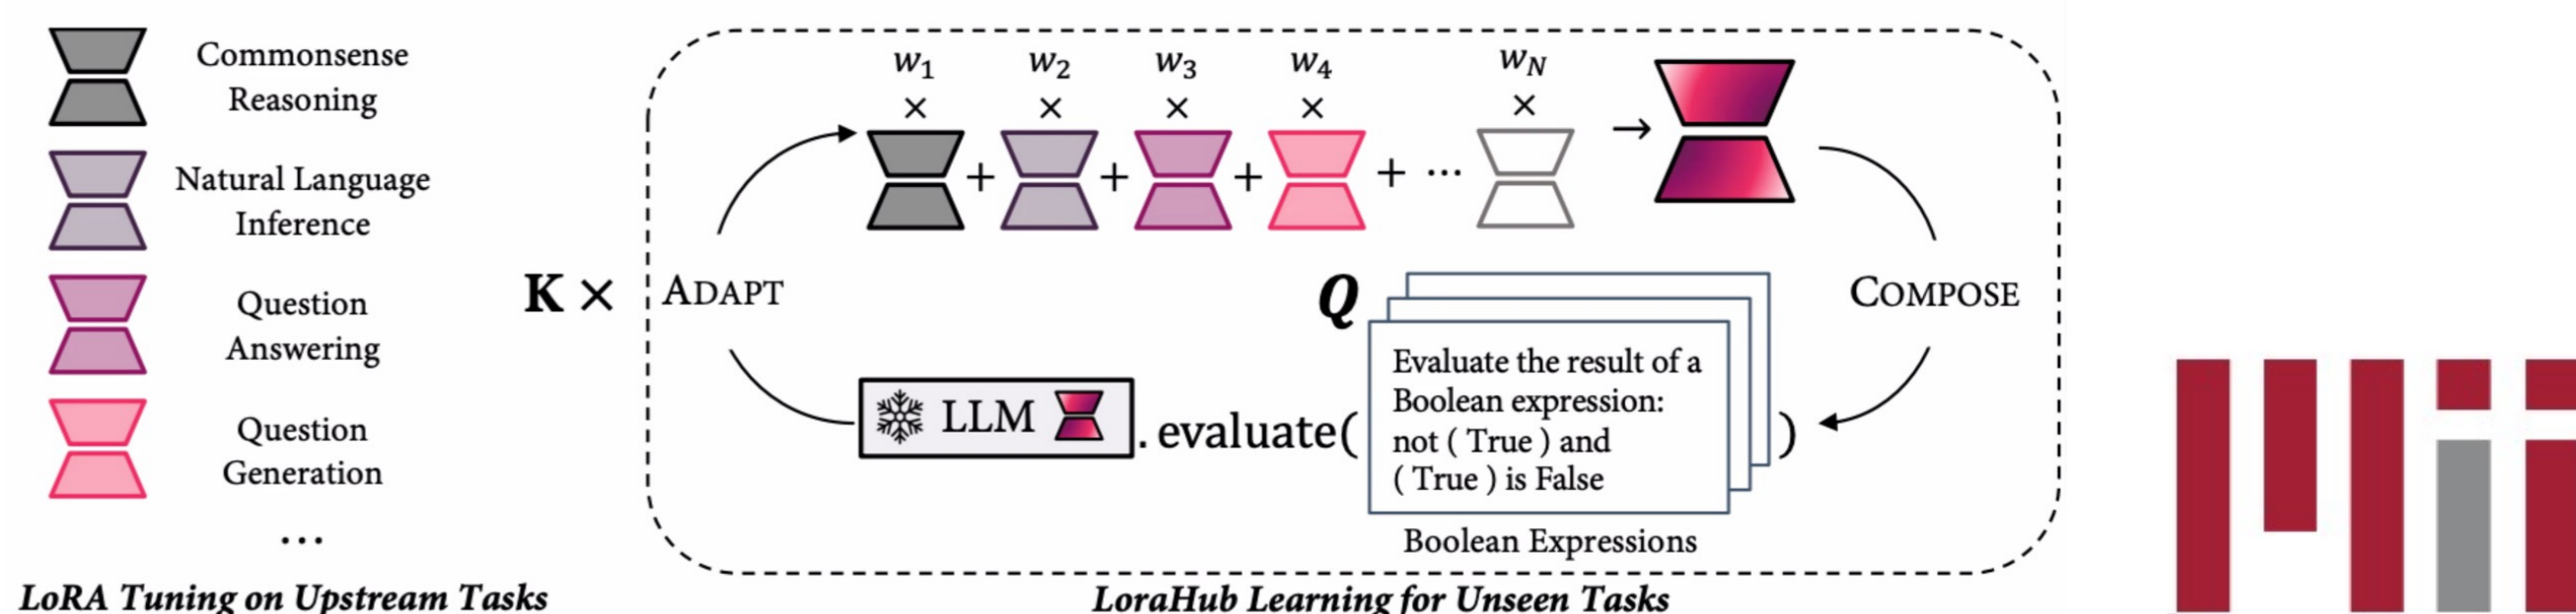 Commonsense
Reasoning
Natural Language
Inference
Question
Answering
Question
Generation
...
LoRA Tuning on Upstream Tasks
K ×
ADAPT
w1 w2 w3 w4 wN
× × × × ×
+ + + + ... →
COMPOSE
Q
Evaluate the result of a
Boolean expression:
not ( True ) and
( True ) is False
LLM .evaluate( )
Boolean Expressions
LoraHub Learning for Unseen Tasks